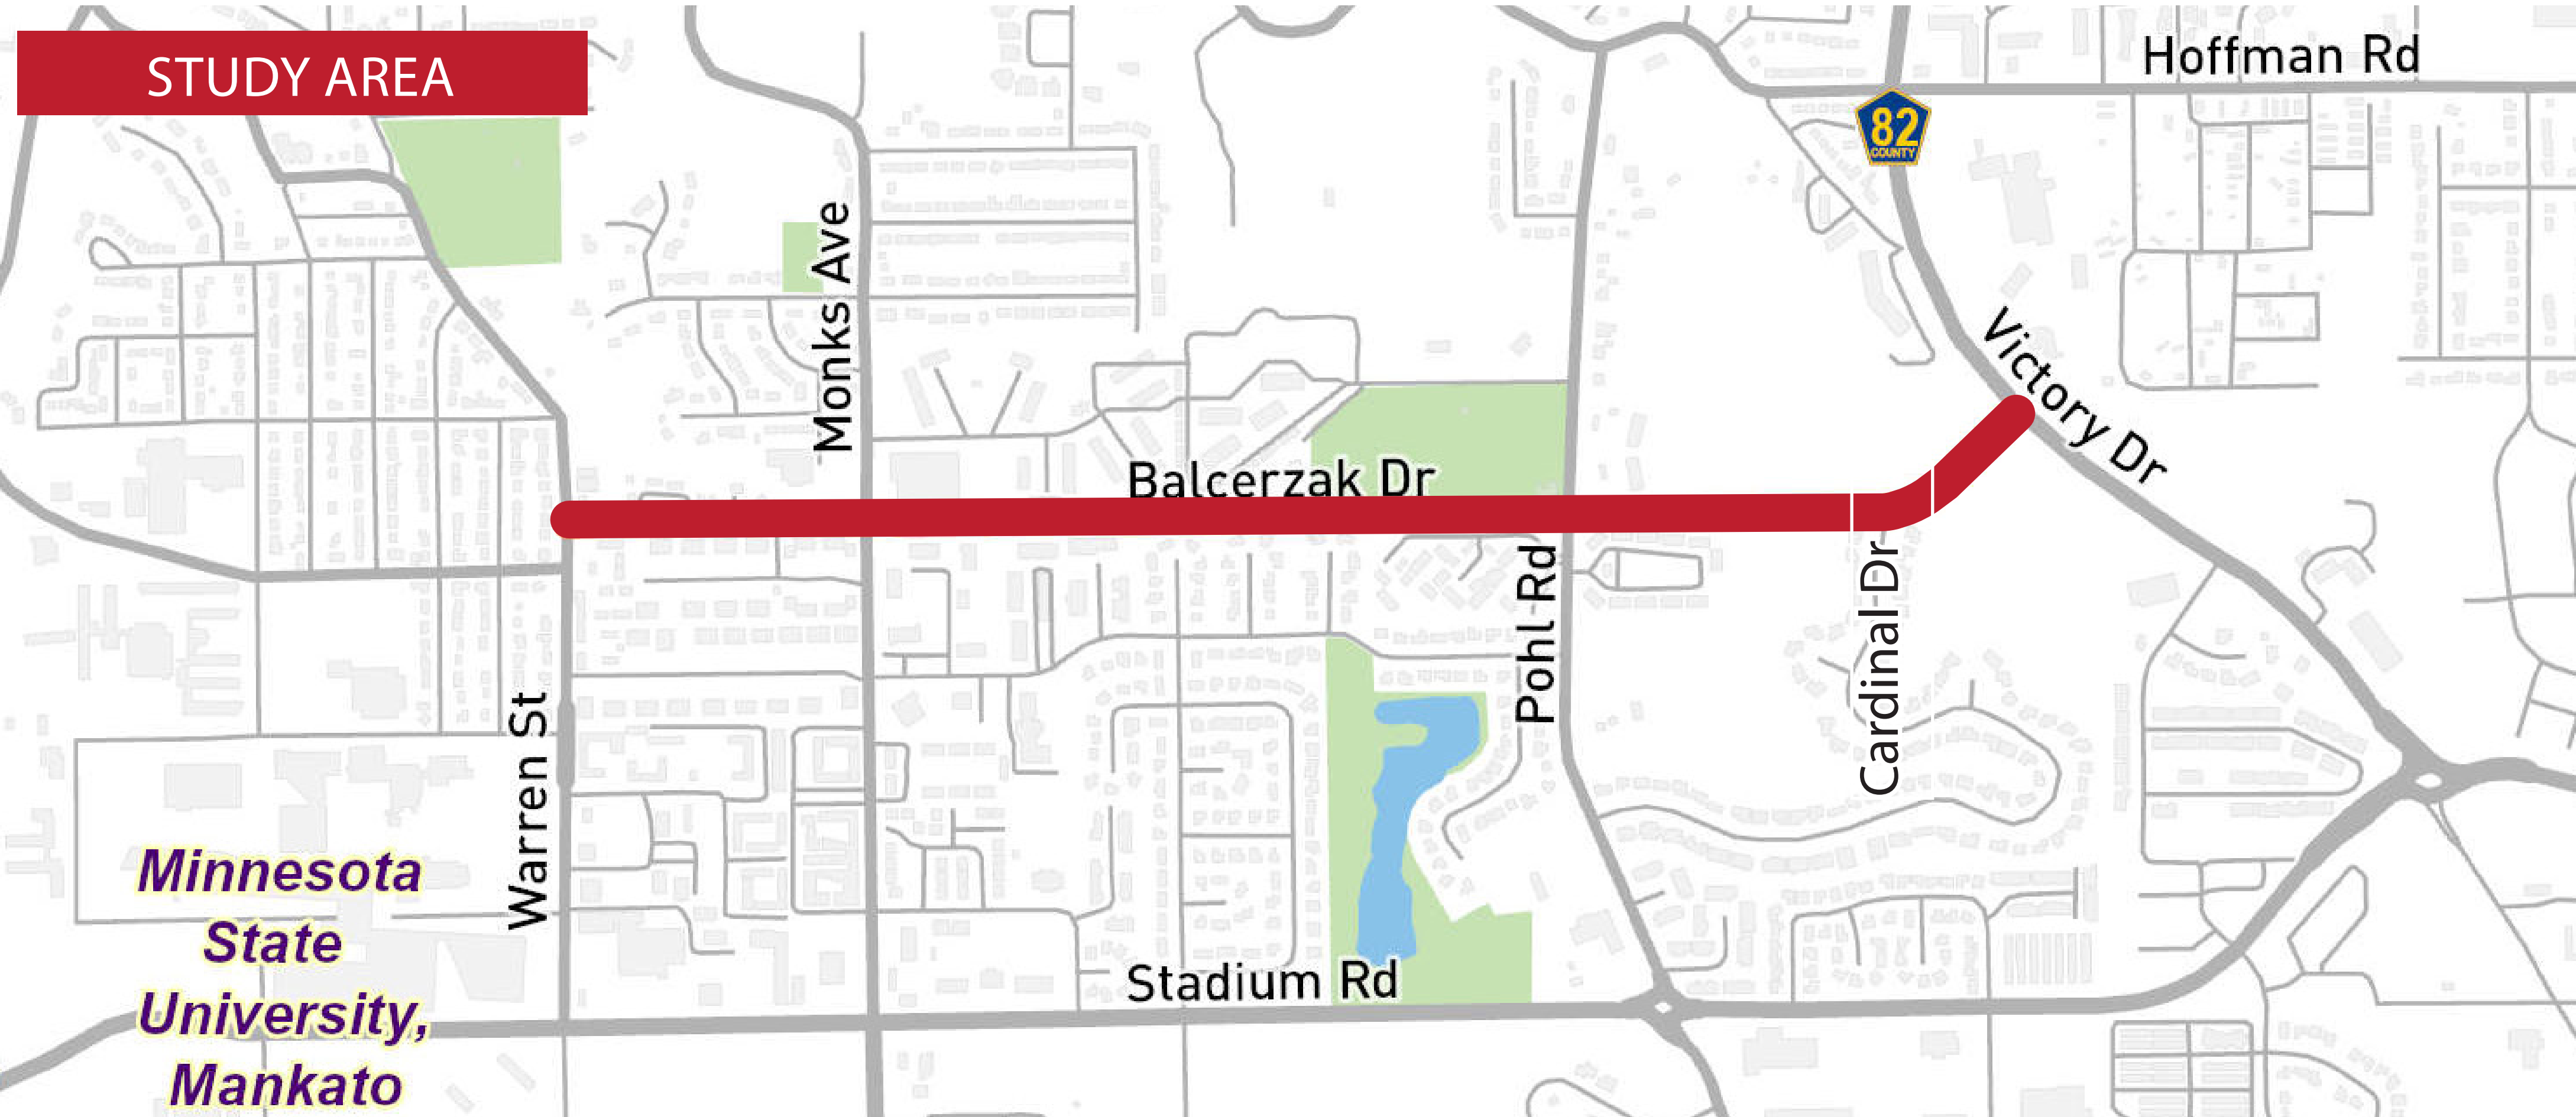 STUDY AREA
Hoffman Rd
82
COUNTY
Monks Ave
Victory Dr
Balcerzak Dr
Pohl Rd
Cardinal Dr
Warren St
Minnesota
State
University,
Mankato
Stadium Rd